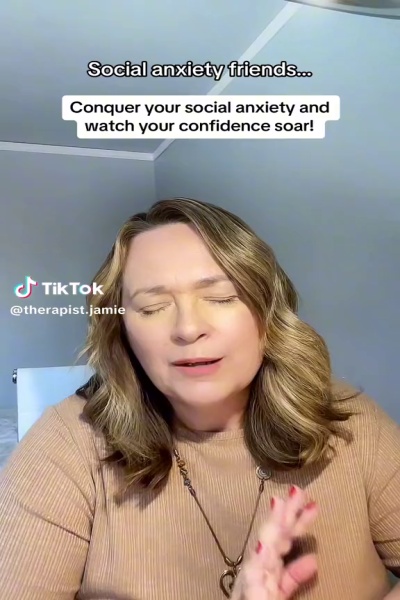 Social anxiety friends...
Conquer your social anxiety and
watch your confidence soar!
TikTok
@therapist.jamie